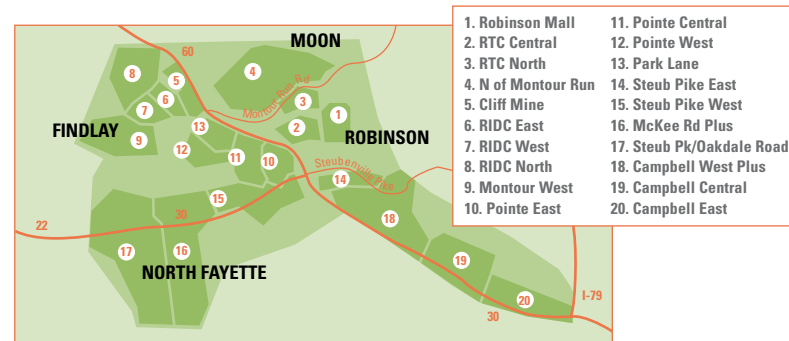 MOON
60
8
5
4
6
3
7
Montour Run Rd
1
FINDLAY
13
2
ROBINSON
9
12
11
10
Steubenville Pike
14
15
30
18
22
17
16
19
NORTH FAYETTE
20
I-79
30
1. Robinson Mall
2. RTC Central
3. RTC North
4. N of Montour Run
5. Cliff Mine
6. RIDC East
7. RIDC West
8. RIDC North
9. Montour West
10. Pointe East
11. Pointe Central
12. Pointe West
13. Park Lane
14. Steub Pike East
15. Steub Pike West
16. McKee Rd Plus
17. Steub Pk/Oakdale Road
18. Campbell West Plus
19. Campbell Central
20. Campbell East